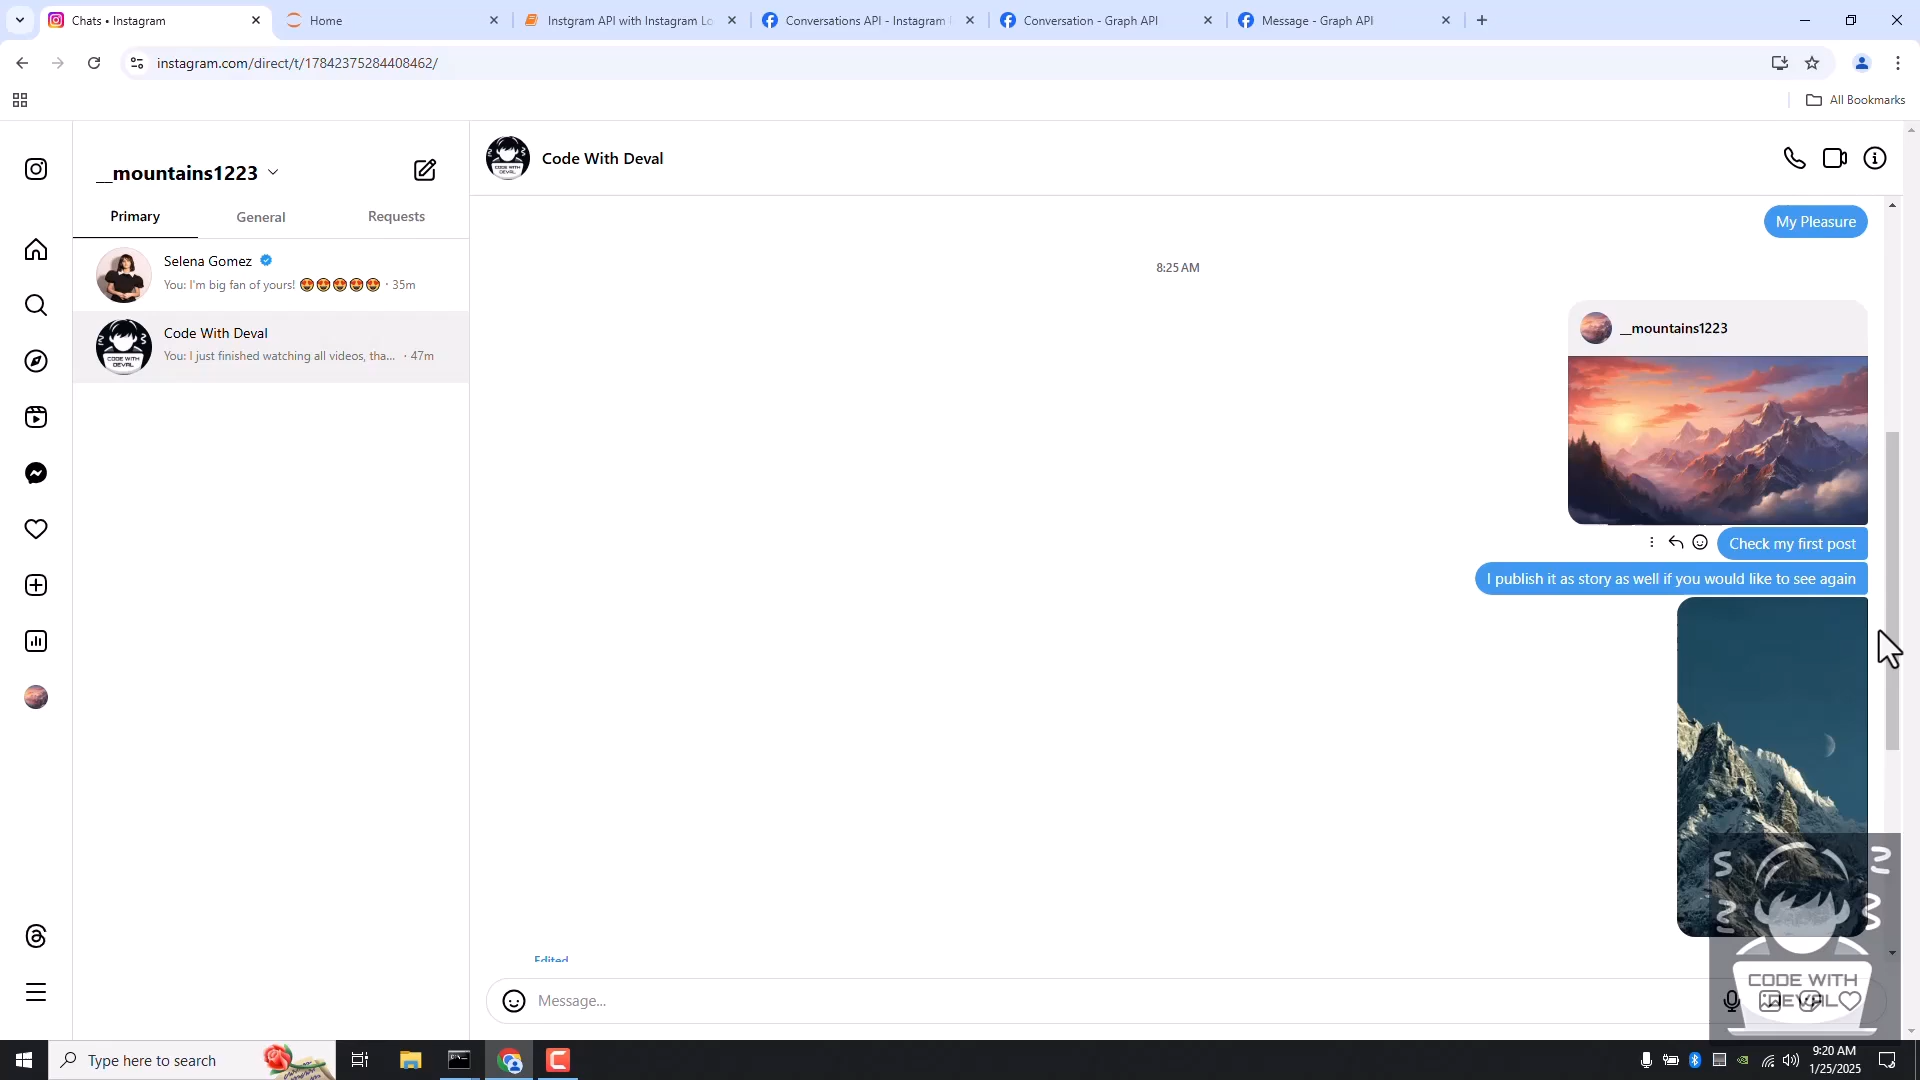 Chats • Instagram
Home
Instgram API with Instagram Lo
Conversations API - Instagram
Conversation - Graph API
Message - Graph API
instagram.com/direct/t/17842375284408462/
All Bookmarks
__mountains1223
Primary
General
Requests
Selena Gomez
You: I'm big fan of yours! 😍😍😍😍😍 · 35m
Code With Deval
You: I just finished watching all videos, tha... · 47m
Code With Deval
My Pleasure
8:25 AM
__mountains1223
Check my first post
I publish it as story as well if you would like to see again
Edited
Message...
CODE WITH
DEVAL
Type here to search
9:20 AM
1/25/2025